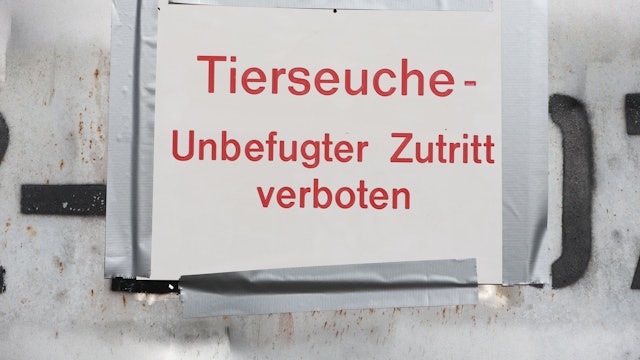 Tierseuche-
Unbefugter Zutritt
verboten